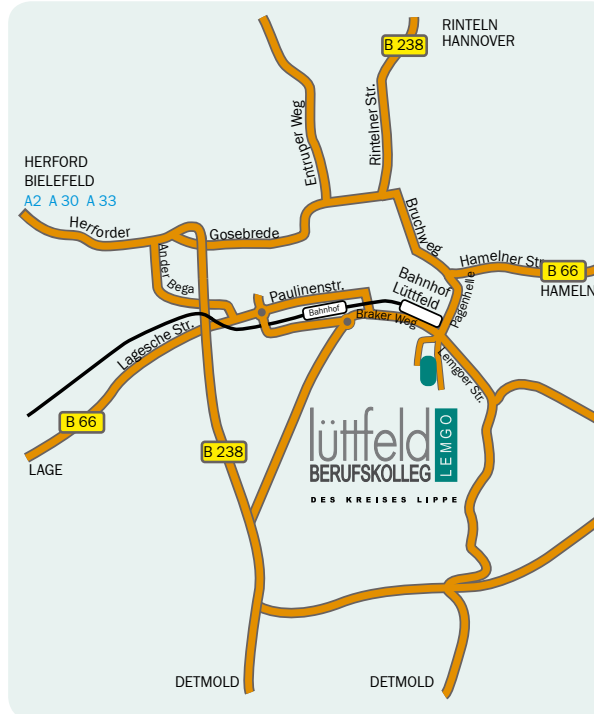 RINTELN
HANNOVER
B 238
Entruper Weg
Rintelner Str.
HERFORD
BIELEFELD
A2 A 30 A 33
Herforder
Gosebrede
Bruchweg
Hamelner Str
B 66
HAMELN
An der Bega
Paulinenstr.
Bahnhof
Lüttfeld
Pagenhelle
Bahnhof
Braker Weg
Lagesche Str.
Lemgoer Str.
B 66
LAGE
B 238
lüttfeld
BERUFSKOLLEG
LEMGO
DES KREISES LIPPE
DETMOLD
DETMOLD